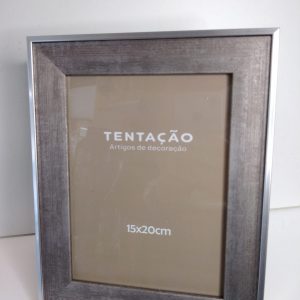 TENTAÇÃO
Artigos de decoração
15x20cm